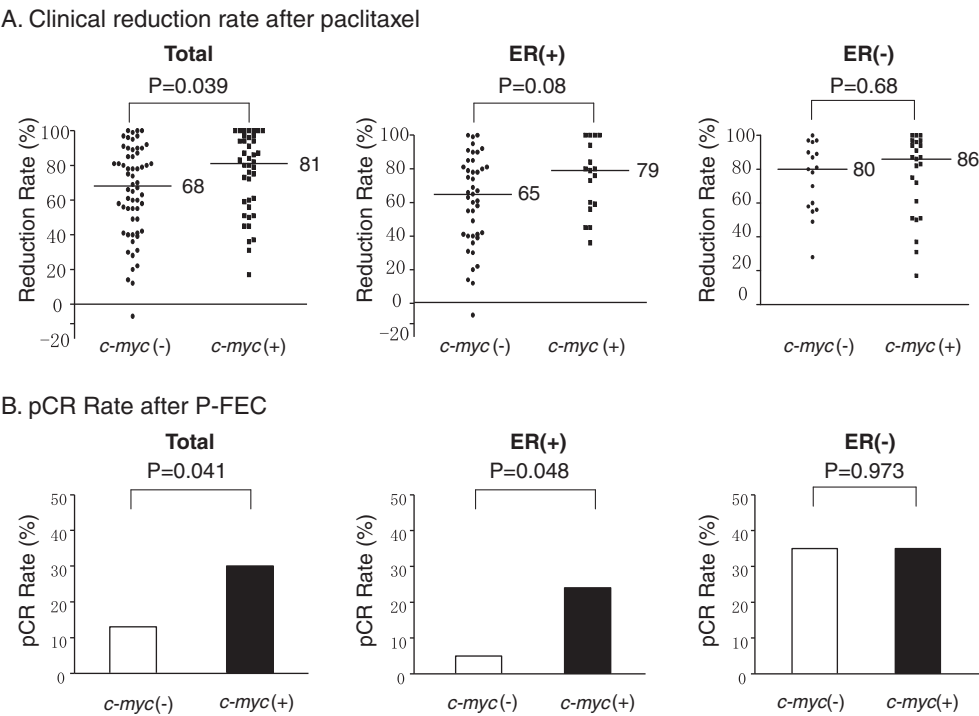 A. Clinical reduction rate after paclitaxel
Total
P=0.039
Reduction Rate (%)
100
80
60
40
20
0
−20
68
81
c-myc (-)
c-myc (+)
ER(+)
P=0.08
Reduction Rate (%)
100
80
60
40
20
0
−20
65
79
c-myc (-)
c-myc (+)
ER(-)
P=0.68
Reduction Rate (%)
100
80
60
40
20
0
80
86
c-myc (-)
c-myc (+)
B. pCR Rate after P-FEC
Total
P=0.041
pCR Rate (%)
50
40
30
20
10
0
c-myc (-)
c-myc (+)
ER(+)
P=0.048
pCR Rate (%)
50
40
30
20
10
0
c-myc (-)
c-myc (+)
ER(-)
P=0.973
pCR Rate (%)
50
40
30
20
10
0
c-myc(-)
c-myc(+)